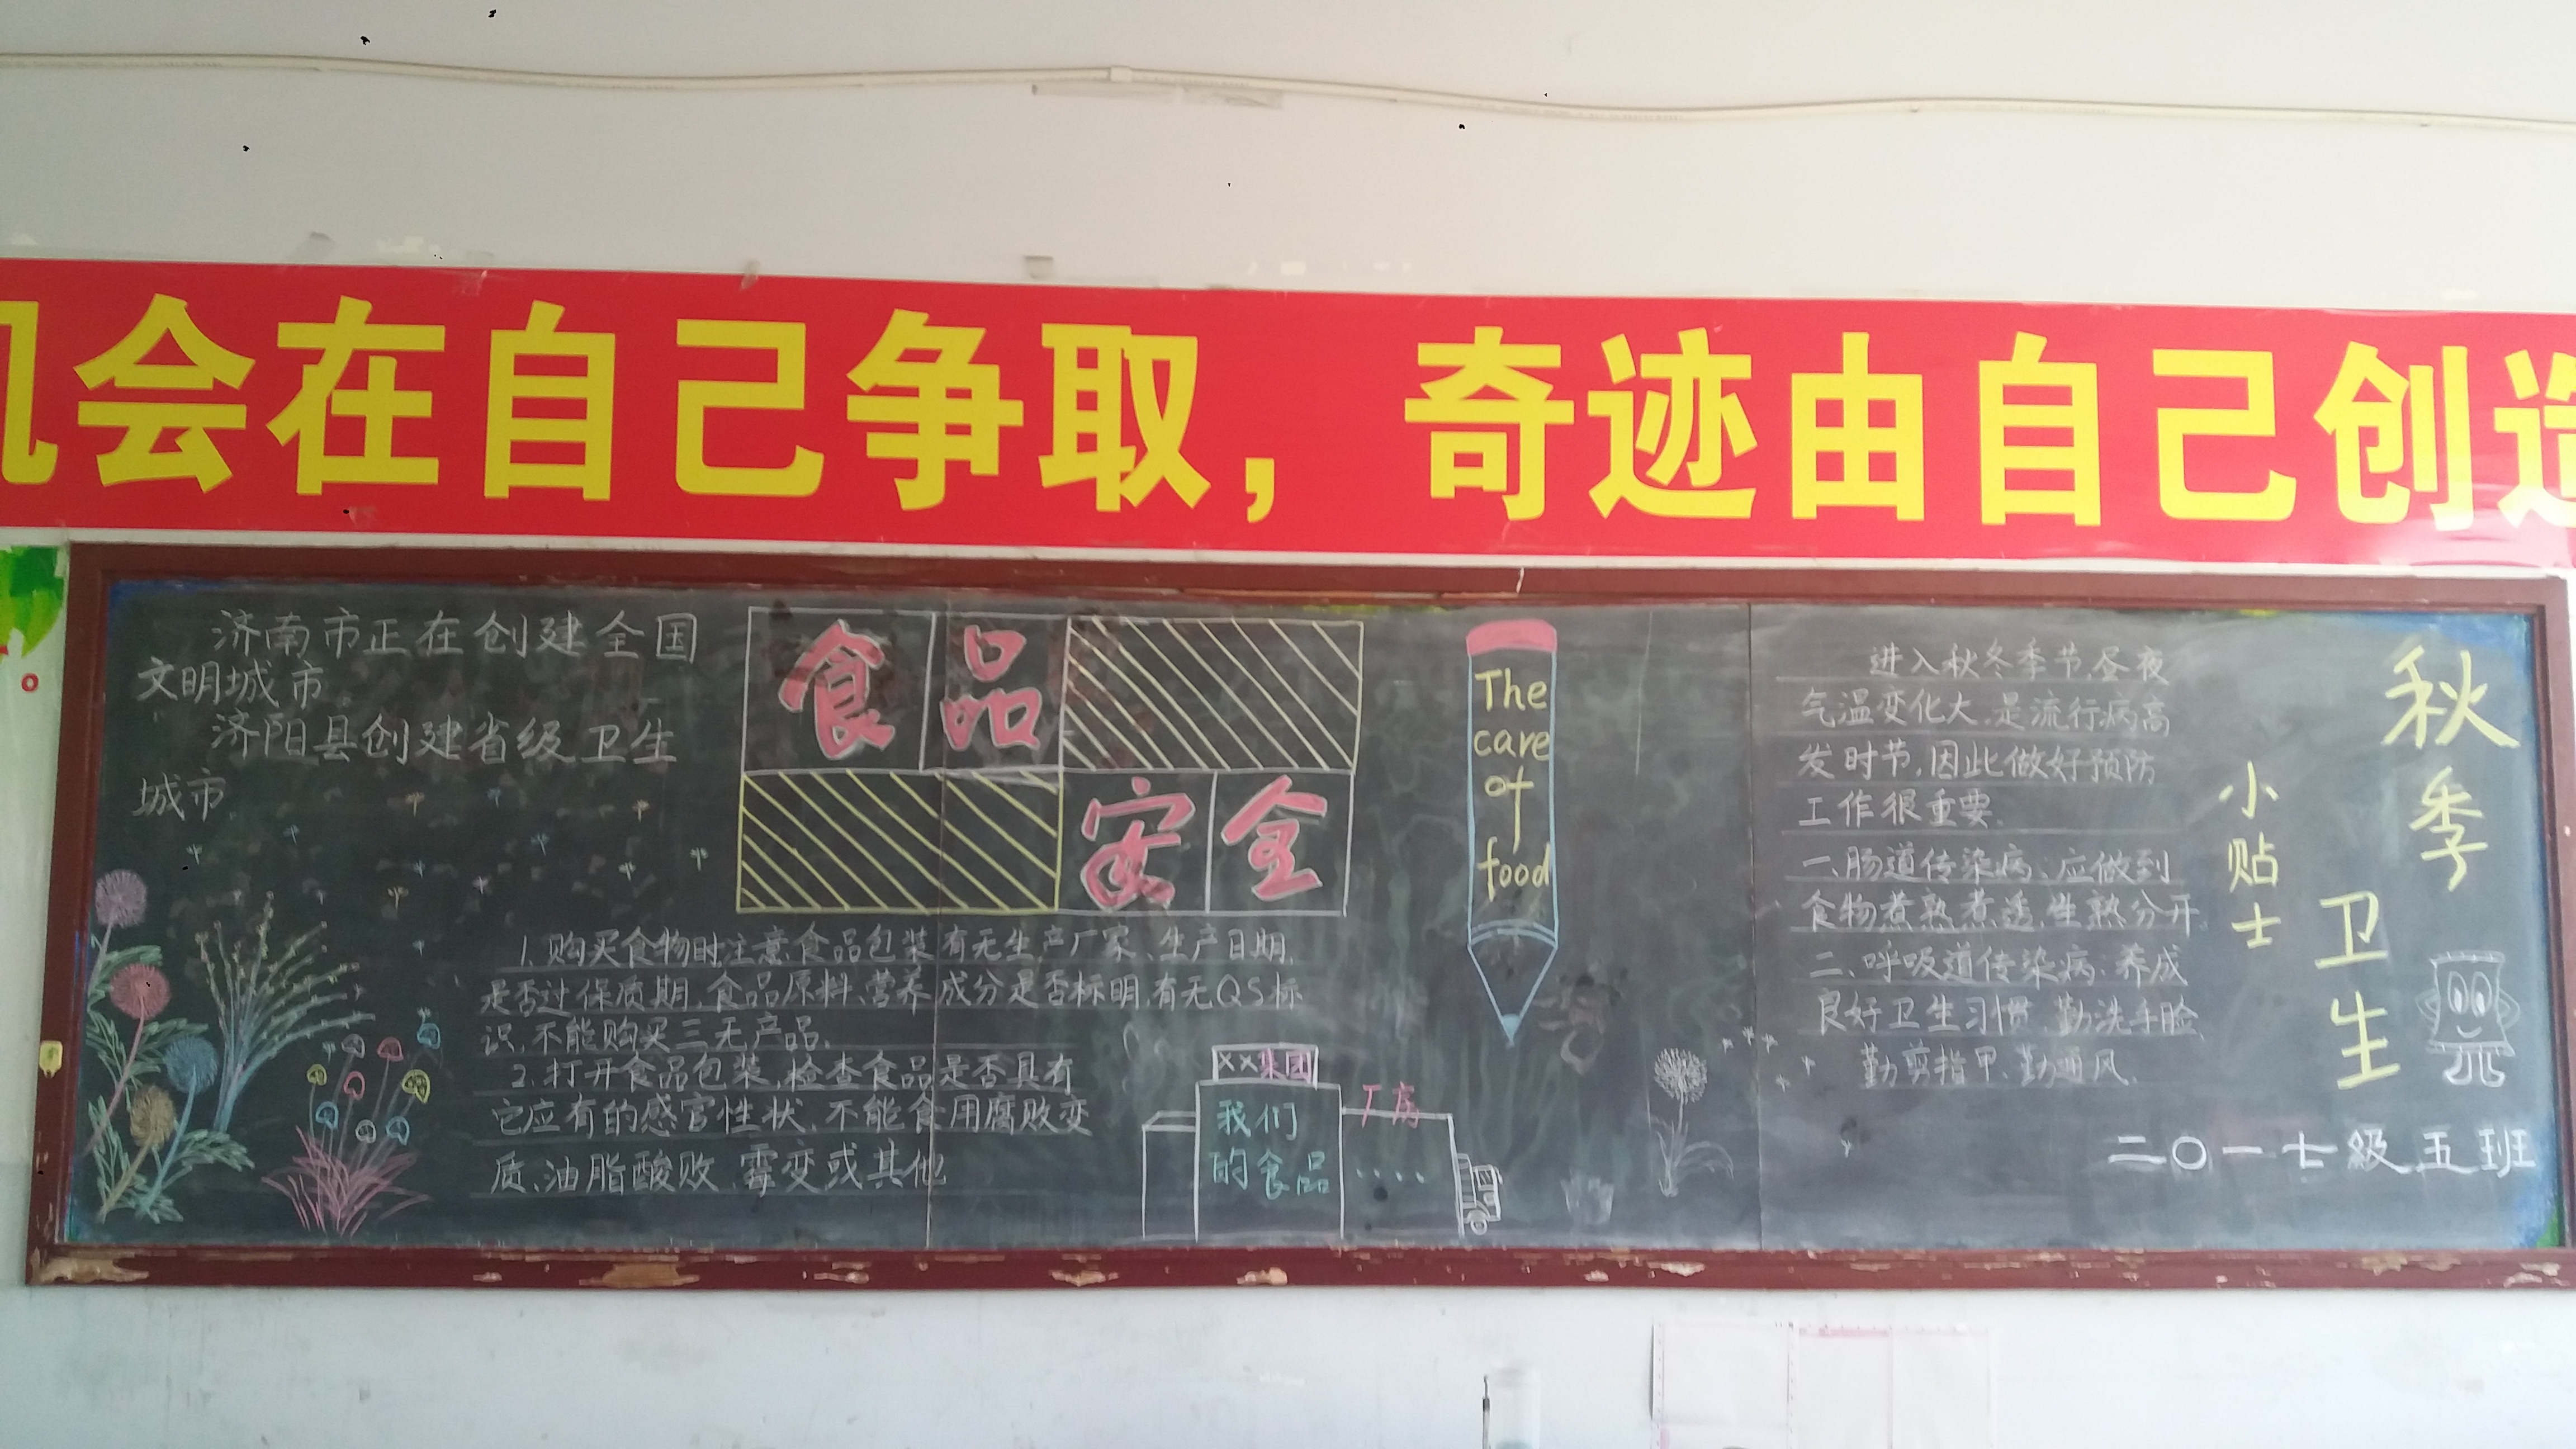 机会在自己争取，奇迹由自己创造
济南市正在创建全国
文明城市
济阳县创建省级卫生
城市
食品
安全
1.购买食物时注意食品包装有无生产厂家、生产日期,
是否过保质期,食品原料、营养成分是否标明,有无QS标
识,不能购买三无产品.
2.打开食品包装,检查食品是否具有
它应有的感官性状,不能食用腐败变
质、油脂酸败、霉变或其他
××集团
我们
的食品
厂房
....
The
care
of
food
进入秋冬季节,昼夜
气温变化大,是流行病高
发时节,因此做好预防
工作很重要.
一、肠道传染病、应做到
食物煮熟煮透,生熟分开.
二、呼吸道传染病:养成
良好卫生习惯、勤洗手脸、
勤剪指甲、勤通风.
秋季
卫生
小贴士
二〇一七级五班